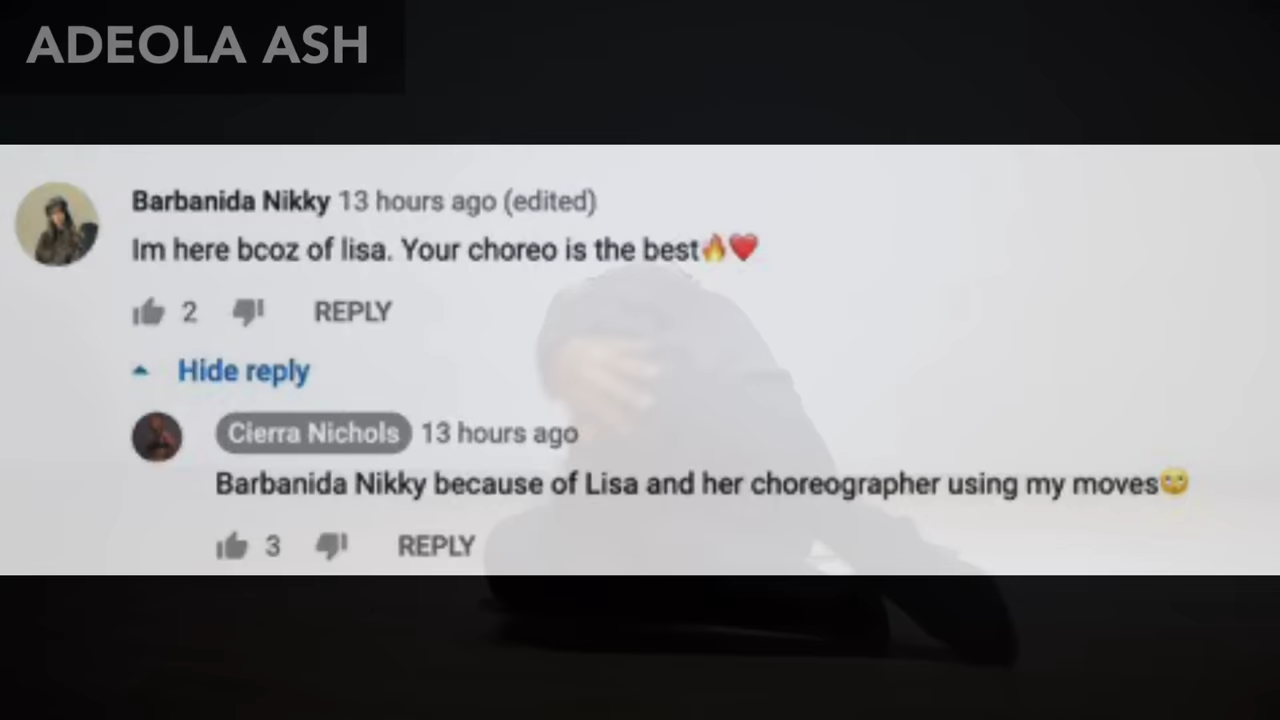 ADEOLA ASH
Barbanida Nikky 13 hours ago (edited)
Im here bcoz of lisa. Your choreo is the best🔥❤️
2 REPLY
Hide reply
Cierra Nichols 13 hours ago
Barbanida Nikky because of Lisa and her choreographer using my moves😬
3 REPLY